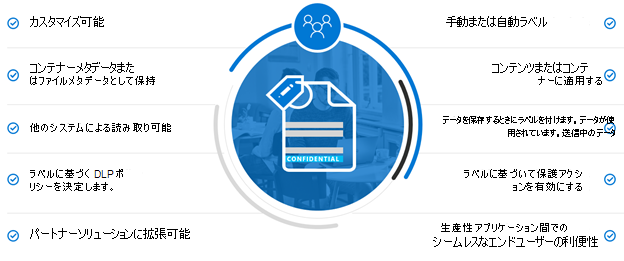 カスタマイズ可能
コンテナーメタデータまた
はファイルメタデータとして保持
他のシステムによる読み取り可能
ラベルに基づく DLP ポ
リシーを決定します。
パートナーソリューションに拡張可能
CONFIDENTIAL
手動または自動ラベル
コンテンツまたはコンテ
ナーに適用する
データを保存するときにラベルを付けます。データが使
用されています。送信中のデータ
ラベルに基づいて保護アクシ
ョンを有効にする
生産性アプリケーション間での
シームレスなエンドユーザーの利便性